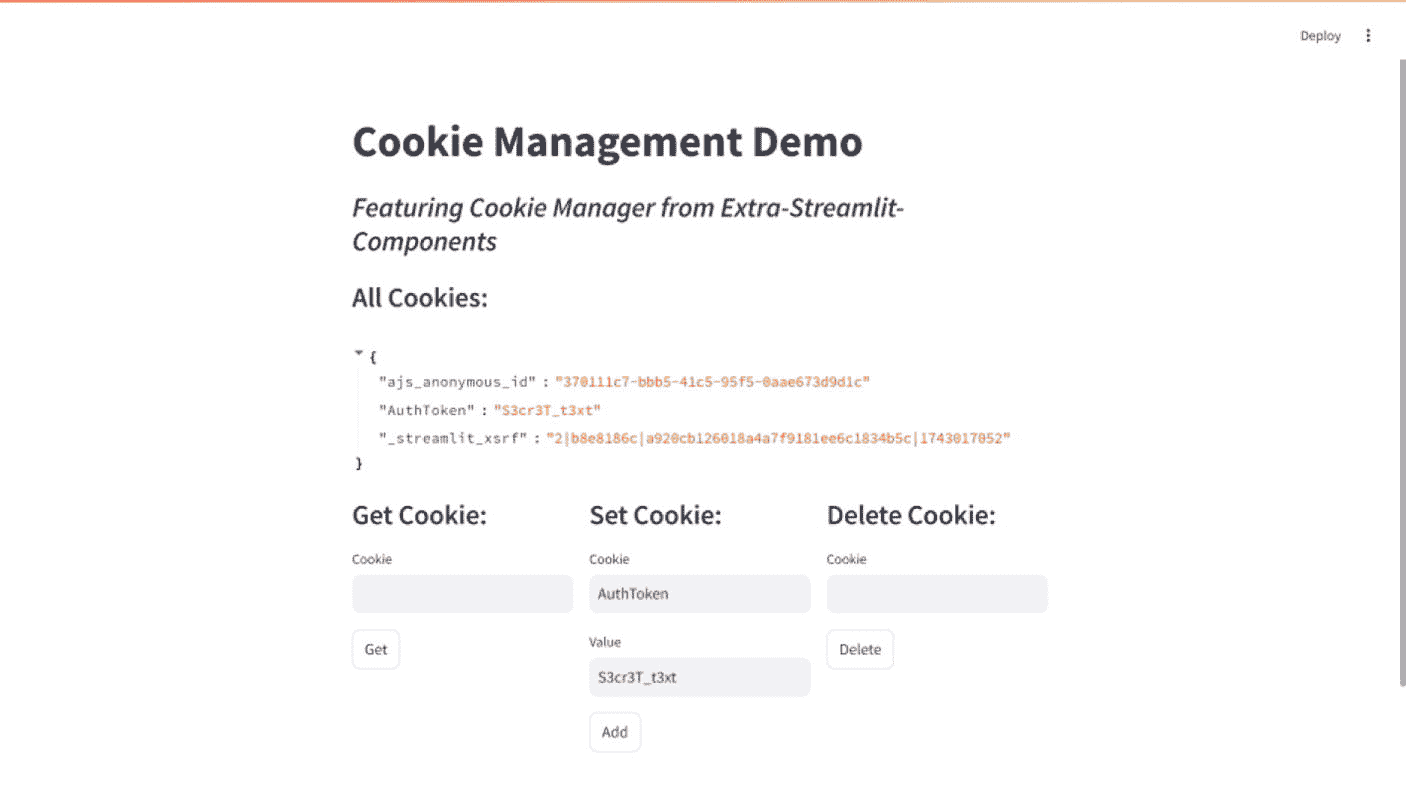 Deploy
Cookie Management Demo
Featuring Cookie Manager from Extra-Streamlit-
Components
All Cookies:
{
"ajs_anonymous_id" : "370111c7-bbb5-41c5-95f5-0aae673d9d1c"
"AuthToken" : "S3cr3T_t3xt"
"_streamlit_xsrf" : "2|b8e8186c|a920cb126018a4a7f9181ee6c1834b5c|1743017052"
}
Get Cookie:
Cookie
Get
Set Cookie:
Cookie
AuthToken
Value
S3cr3T_t3xt
Add
Delete Cookie:
Cookie
Delete